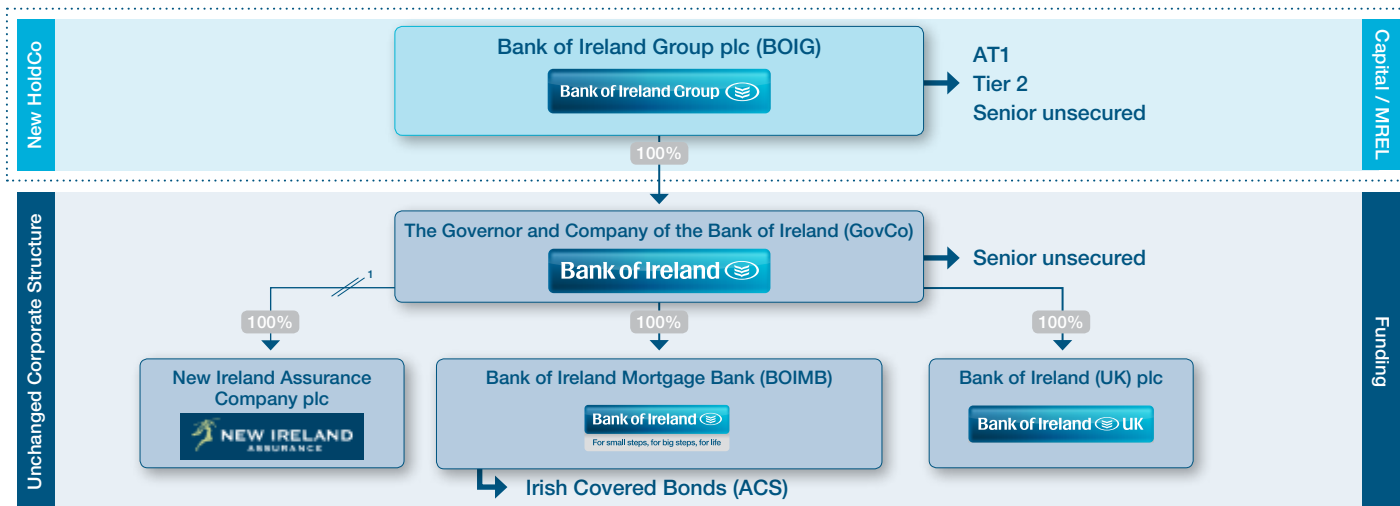 New HoldCo
Bank of Ireland Group plc (BOIG)
Bank of Ireland Group
AT1
Tier 2
Senior unsecured
Capital / MREL
100%
Unchanged Corporate Structure
The Governor and Company of the Bank of Ireland (GovCo)
Bank of Ireland
Senior unsecured
Funding
1
100%
100%
100%
New Ireland Assurance
Company plc
NEW IRELAND
ASSURANCE
Bank of Ireland Mortgage Bank (BOIMB)
Bank of Ireland
For small steps, for big steps, for life
Bank of Ireland (UK) plc
Bank of Ireland UK
Irish Covered Bonds (ACS)